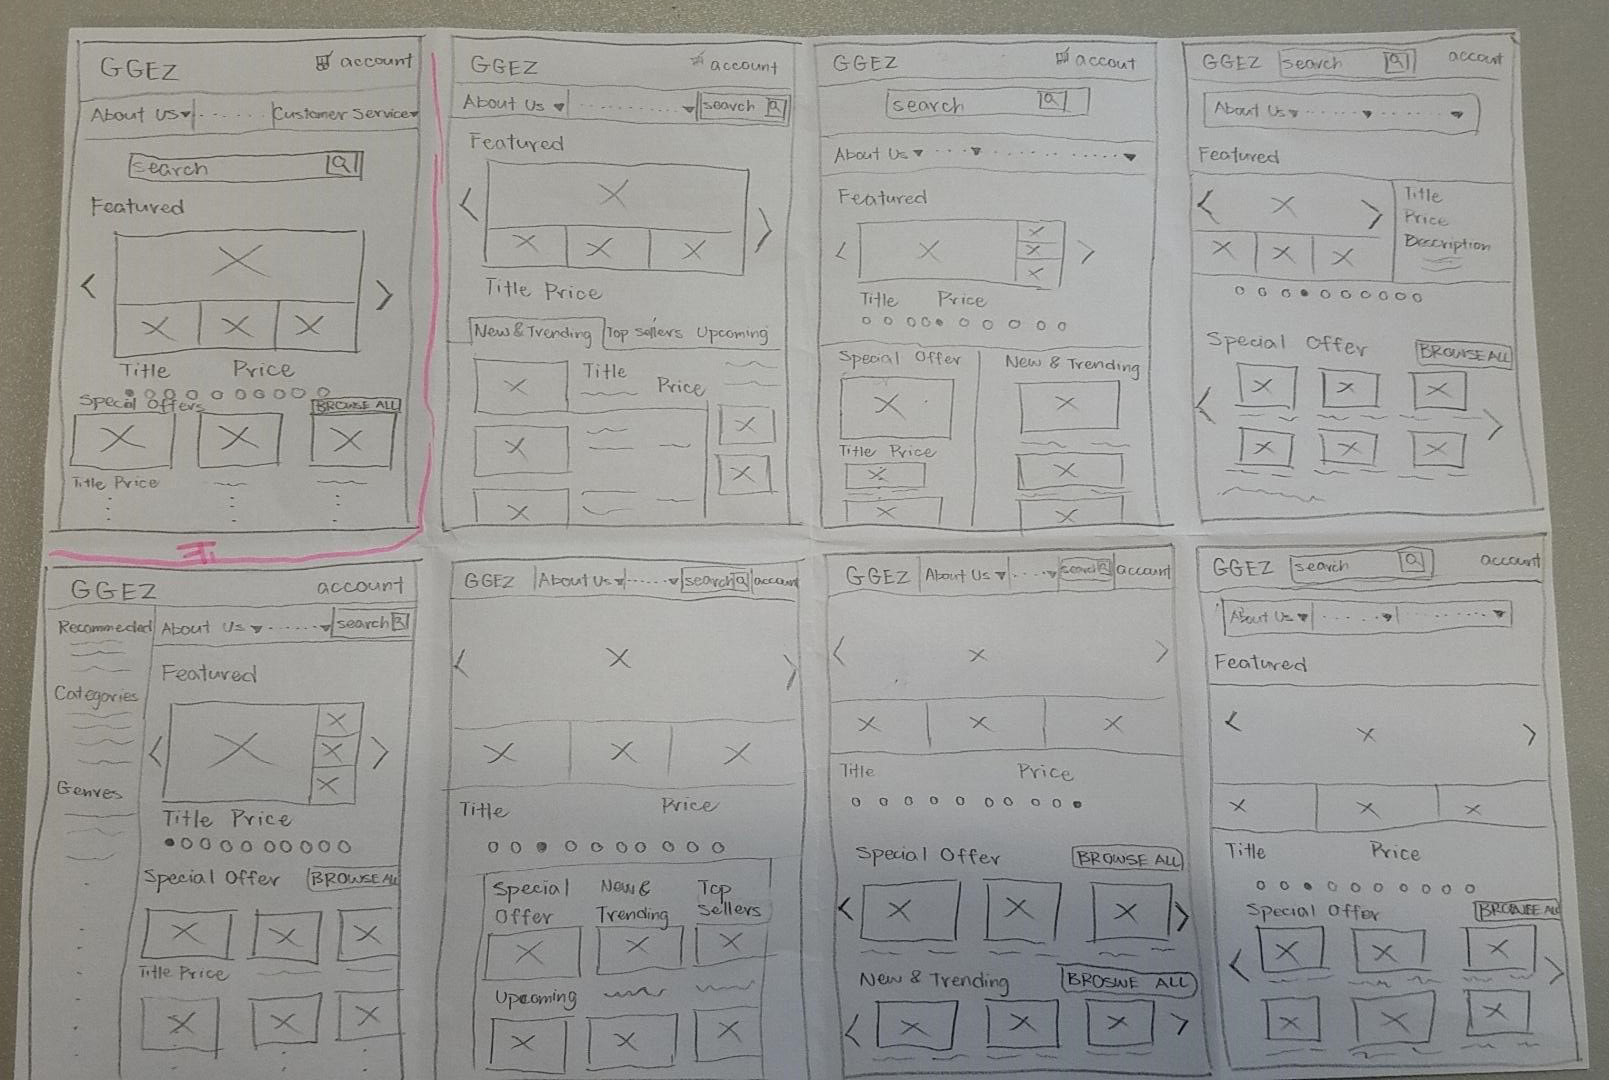 GGEZ account
About Us Customer Service
search
Featured
Title Price
Special Offers BROWSE ALL
Title Price
GGEZ account
About Us search
Featured
Title Price
New & Trending Top sellers Upcoming
Title
Price
GGEZ accout
search
About Us
Featured
Title Price
Special Offer New & Trending
Title Price
GGEZ search account
About Us
Featured
Title
Price
Description
Special Offer BROWSE ALL
GGEZ account
Recommeded About Us search
Featured
Categories
Genres
Title Price
Special Offer BROWSE ALL
Title Price
GGEZ About Us search account
Title Price
Special New & Top
Offer Trending Sellers
Upcoming
GGEZ About Us search account
Title Price
Special Offer BROWSE ALL
New & Trending BROSWE ALL
GGEZ search account
About Us
Featured
Title Price
Special Offer BROWSE ALL